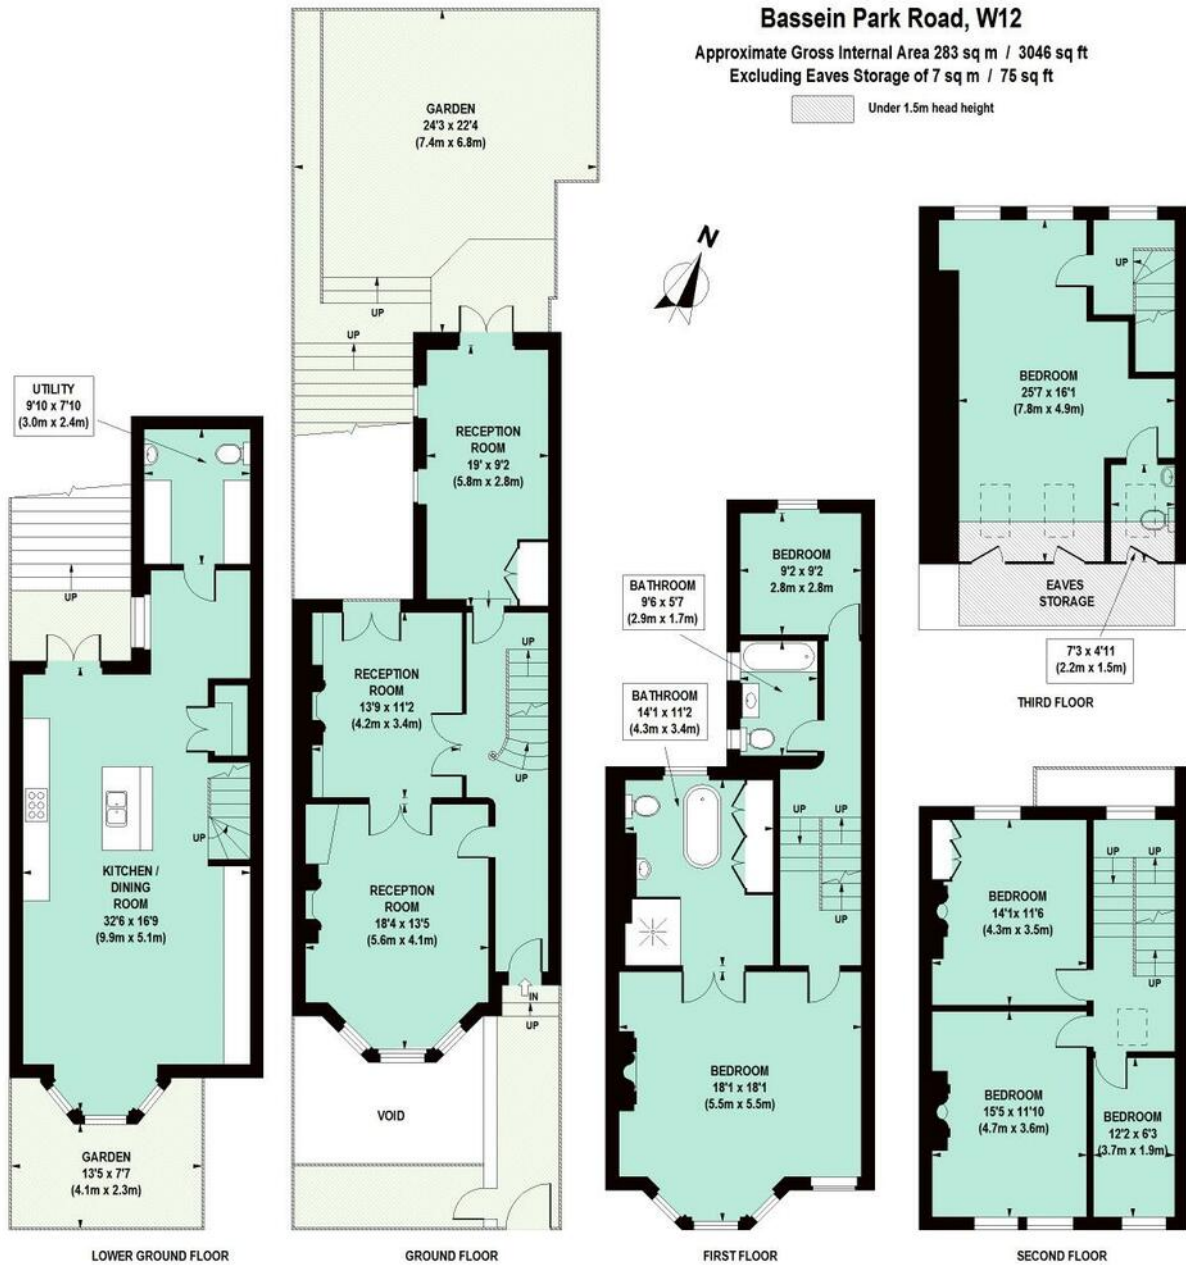 Bassein Park Road, W12
Approximate Gross Internal Area 283 sq m / 3046 sq ft
Excluding Eaves Storage of 7 sq m / 75 sq ft
Under 1.5m head height
N
UTILITY
9'10 x 7'10
(3.0m x 2.4m)
UP
UP
KITCHEN /
DINING
ROOM
32'6 x 16'9
(9.9m x 5.1m)
GARDEN
13'5 x 7'7
(4.1m x 2.3m)
LOWER GROUND FLOOR
GARDEN
24'3 x 22'4
(7.4m x 6.8m)
UP
UP
RECEPTION
ROOM
19' x 9'2
(5.8m x 2.8m)
RECEPTION
ROOM
13'9 x 11'2
(4.2m x 3.4m)
UP
UP
RECEPTION
ROOM
18'4 x 13'5
(5.6m x 4.1m)
IN
UP
VOID
GROUND FLOOR
BEDROOM
9'2 x 9'2
2.8m x 2.8m
BATHROOM
9'6 x 5'7
(2.9m x 1.7m)
BATHROOM
14'1 x 11'2
(4.3m x 3.4m)
UP
UP
UP
BEDROOM
18'1 x 18'1
(5.5m x 5.5m)
FIRST FLOOR
UP
BEDROOM
25'7 x 16'1
(7.8m x 4.9m)
EAVES
STORAGE
7'3 x 4'11
(2.2m x 1.5m)
THIRD FLOOR
UP
UP
BEDROOM
14'1x 11'6
(4.3m x 3.5m)
UP
BEDROOM
15'5 x 11'10
(4.7m x 3.6m)
BEDROOM
12'2 x 6'3
(3.7m x 1.9m)
SECOND FLOOR